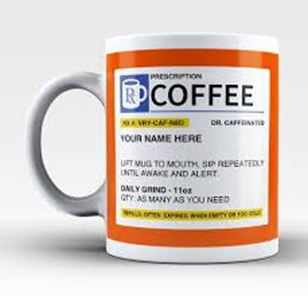 PRESCRIPTION
Rx COFFEE
NO. #: VRY-CAF-NED DR. CAFFEINATED
YOUR NAME HERE
LIFT MUG TO MOUTH, SIP REPEATEDLY
UNTIL AWAKE AND ALERT.
DAILY GRIND - 11oz
QTY: AS MANY AS YOU NEED
REFILLS: OFTEN EXPIRES: WHEN EMPTY OR TOO COLD